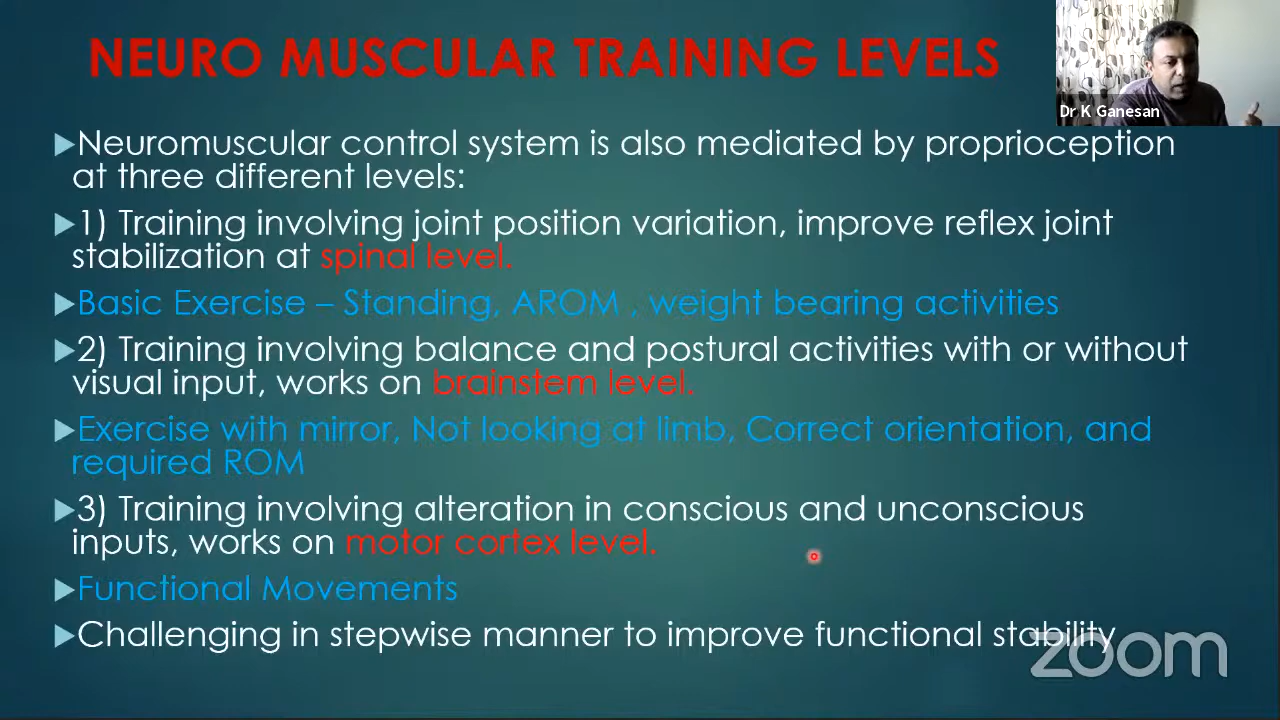 NEURO MUSCULAR TRAINING LEVELS
Dr K Ganesan
Neuromuscular control system is also mediated by proprioception
at three different levels:
1) Training involving joint position variation, improve reflex joint
stabilization at spinal level.
Basic Exercise – Standing, AROM , weight bearing activities
2) Training involving balance and postural activities with or without
visual input, works on brainstem level.
Exercise with mirror, Not looking at limb, Correct orientation, and
required ROM
3) Training involving alteration in conscious and unconscious
inputs, works on motor cortex level.
Functional Movements
Challenging in stepwise manner to improve functional stability
zoom